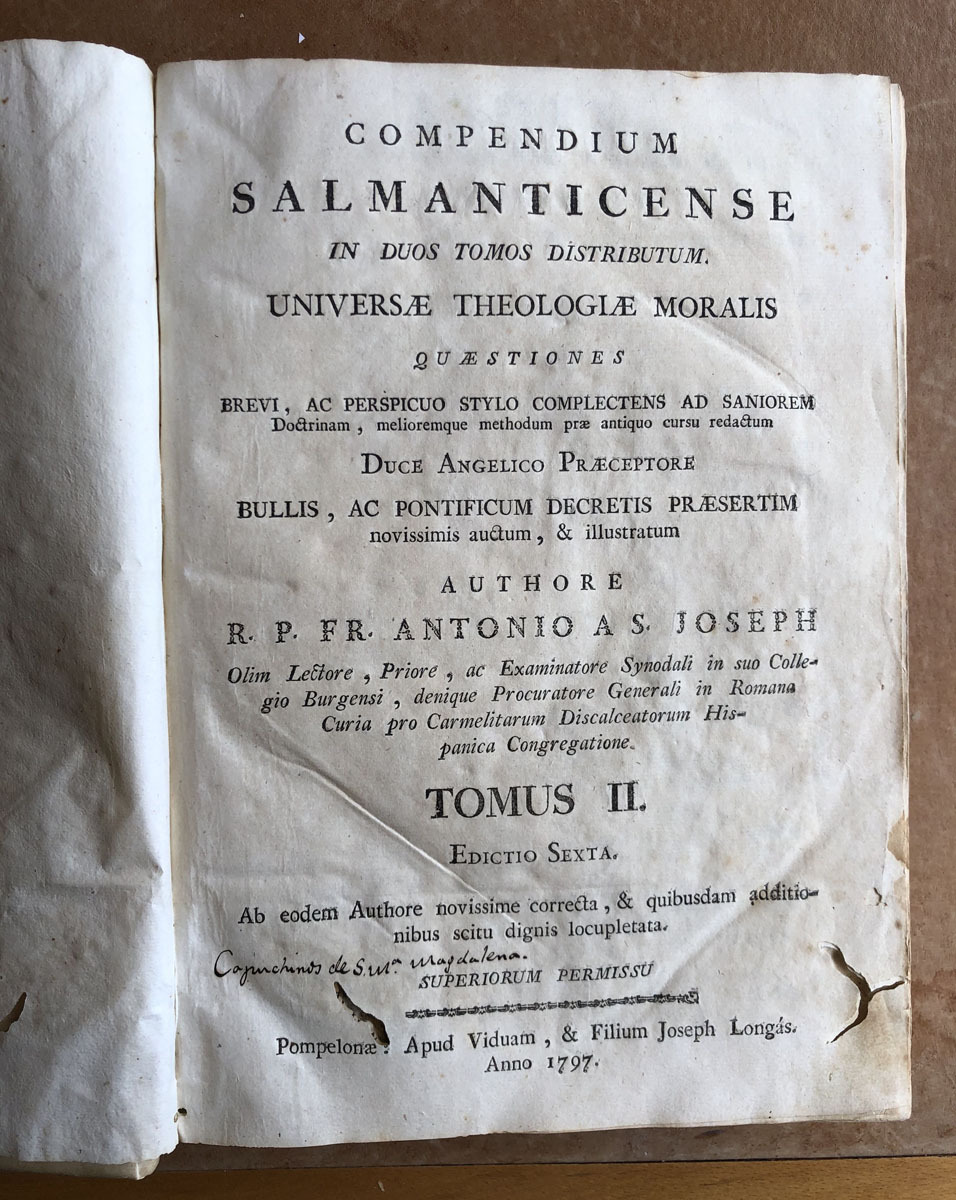 COMPENDIUM
SALMANTICENSE
IN DUOS TOMOS DISTRIBUTUM.
UNIVERSÆ THEOLOGIÆ MORALIS
QUÆSTIONES
BREVI, AC PERSPICUO STYLO COMPLECTENS AD SANIOREM
Doctrinam, melioremque methodum præ antiquo cursu redactum
DUCE ANGELICO PRÆCEPTORE
BULLIS, AC PONTIFICUM DECRETIS PRÆSERTIM
novissimis auctum, & illustratum
AUTHORE
R. P. FR. ANTONIO A S. JOSEPH
Olim Lectore, Priore, ac Examinatore Synodali in suo Colle-
gio Burgensi, denique Procuratore Generali in Romana
Curia pro Carmelitarum Discalceatorum His-
panica Congregatione.
TOMUS II.
EDICTIO SEXTA.
Ab eodem Authore novissime correcta, & quibusdam additio-
nibus scitu dignis locupletata.
Capuchinos de S. Mª Magdalena.
SUPERIORUM PERMISSU
Pompelonæ: Apud Viduam, & Filium Joseph Longás.
Anno 1797.